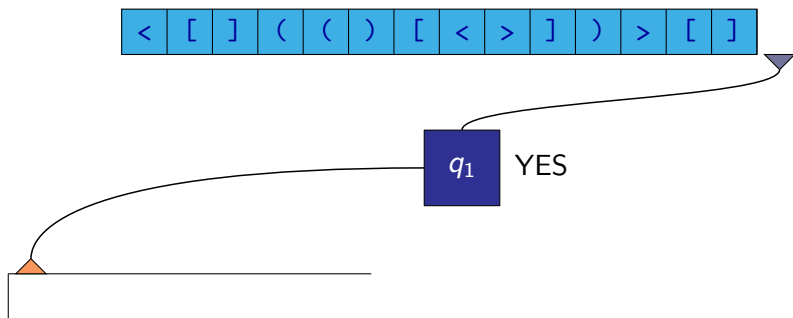 < [ ] ( ( ) [ < > ] ) > [ ]
q₁ YES